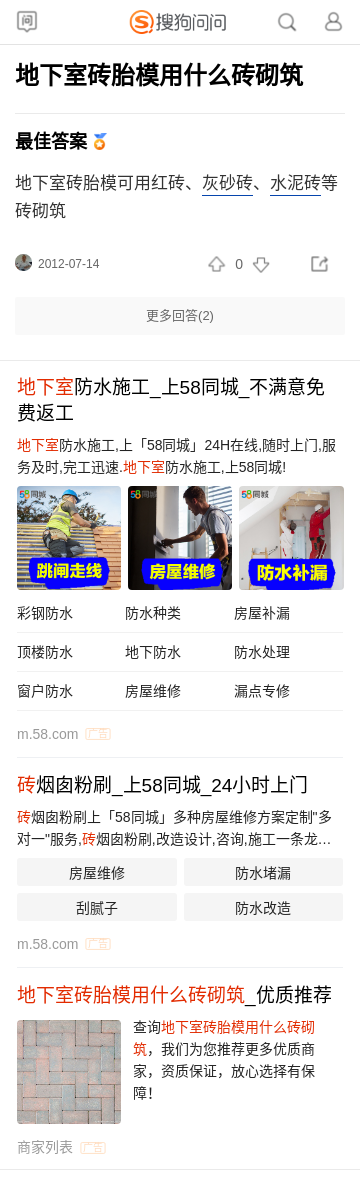 问
S 搜狗问问
地下室砖胎模用什么砖砌筑
最佳答案
地下室砖胎模可用红砖、灰砂砖、水泥砖等
砖砌筑
2012-07-14
0
更多回答(2)
地下室防水施工_上58同城_不满意免
费返工
地下室防水施工,上「58同城」24H在线,随时上门,服
务及时,完工迅速.地下室防水施工,上58同城!
58同城 58同城 58同城
跳闸走线 房屋维修 防水补漏
彩钢防水 防水种类 房屋补漏
顶楼防水 地下防水 防水处理
窗户防水 房屋维修 漏点专修
m.58.com 广告
砖烟囱粉刷_上58同城_24小时上门
砖烟囱粉刷上「58同城」多种房屋维修方案定制"多
对一"服务,砖烟囱粉刷,改造设计,咨询,施工一条龙…
房屋维修 防水堵漏
刮腻子 防水改造
m.58.com 广告
地下室砖胎模用什么砖砌筑_优质推荐
查询地下室砖胎模用什么砖砌
筑，我们为您推荐更多优质商
家，资质保证，放心选择有保
障！
商家列表 广告